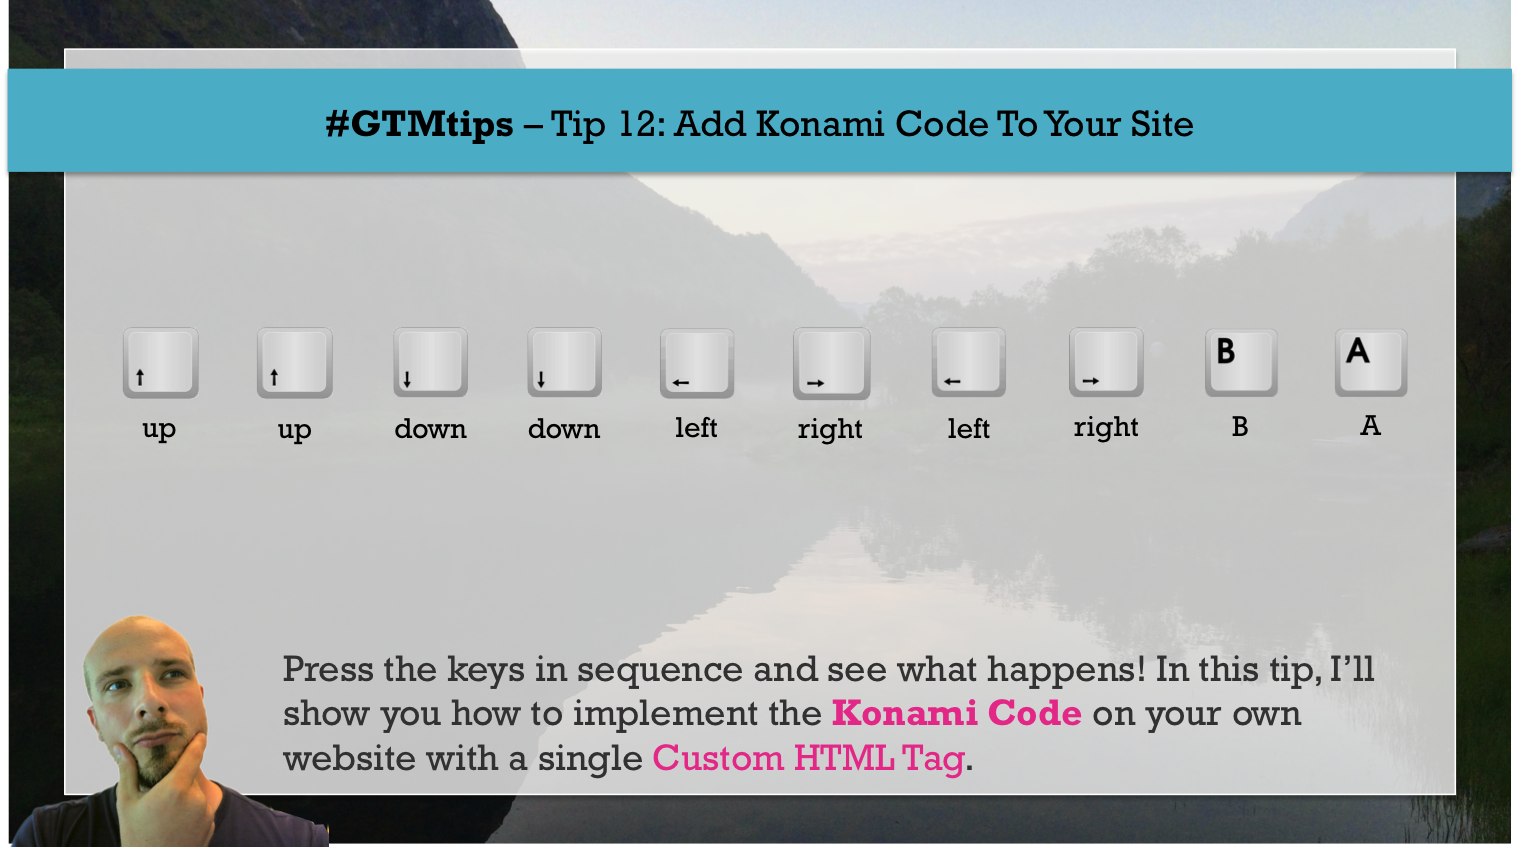 #GTMtips – Tip 12: Add Konami Code To Your Site
↑ ↑ ↓ ↓ ← → ← → B A
up up down down left right left right B A
Press the keys in sequence and see what happens! In this tip, I’ll
show you how to implement the Konami Code on your own
website with a single Custom HTML Tag.